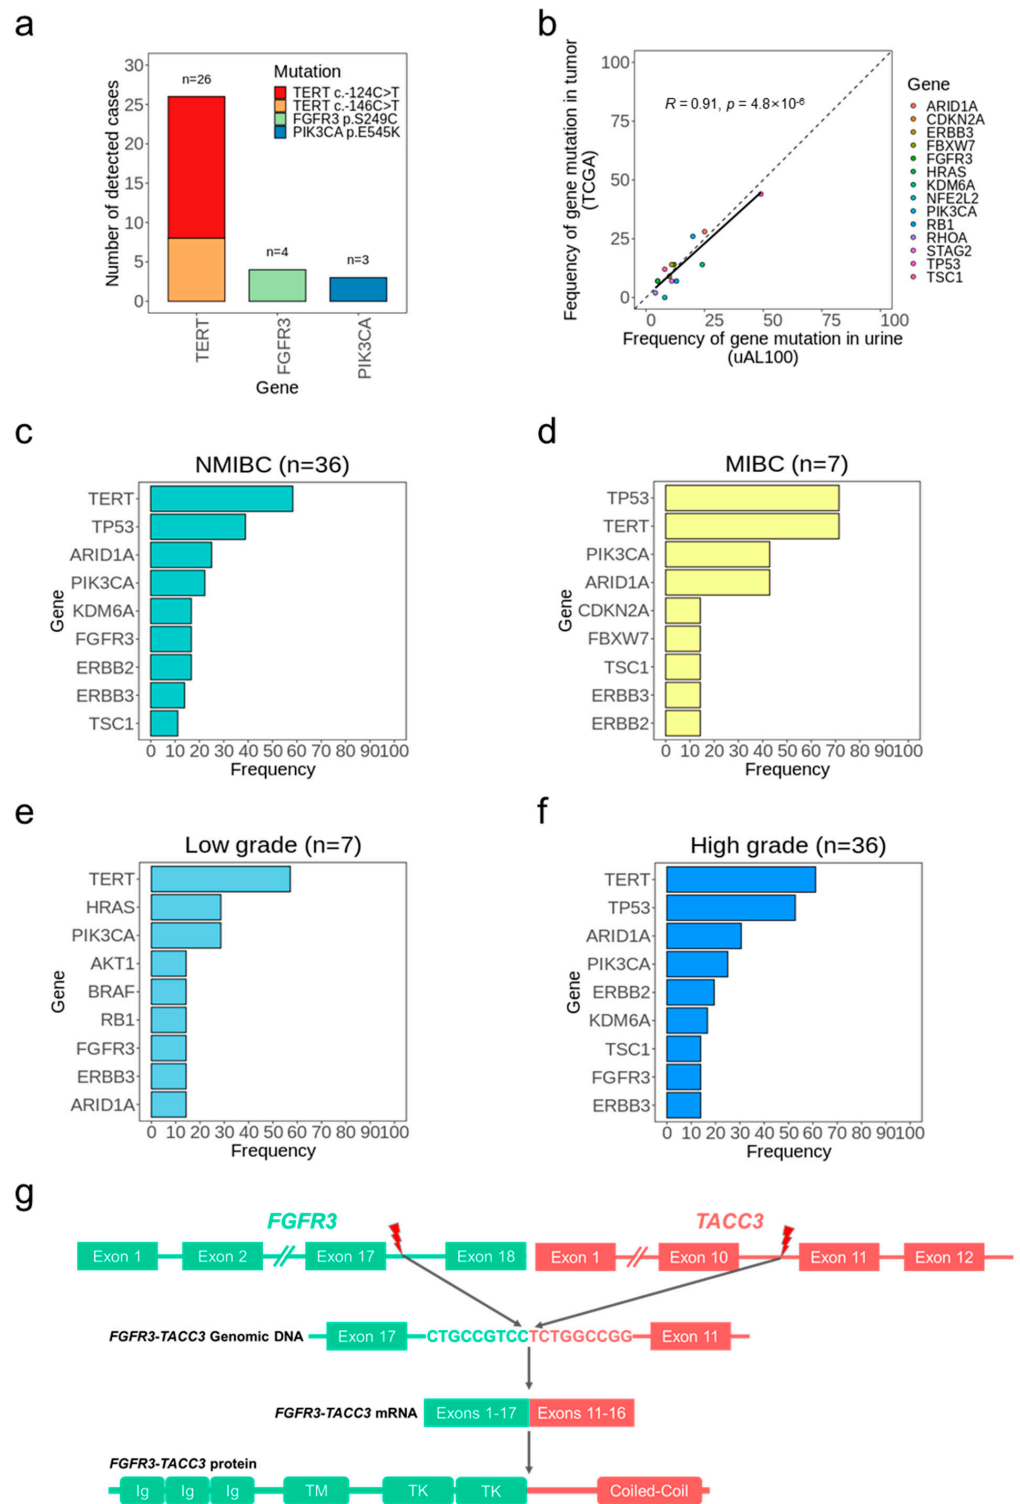 a
n=26
n=4
n=3
Mutation
TERT c.-124C>T
TERT c.-146C>T
FGFR3 p.S249C
PIK3CA p.E545K
Number of detected cases
30
25
20
15
10
5
0
TERT
FGFR3
PIK3CA
Gene
b
R = 0.91, p = 4.8×10-6
Fequency of gene mutation in tumor
(TCGA)
100
75
50
25
0
0 25 50 75 100
Frequency of gene mutation in urine
(uAL100)
Gene
ARID1A
CDKN2A
ERBB3
FBXW7
FGFR3
HRAS
KDM6A
NFE2L2
PIK3CA
RB1
RHOA
STAG2
TP53
TSC1
c
NMIBC (n=36)
Gene
TERT
TP53
ARID1A
PIK3CA
KDM6A
FGFR3
ERBB2
ERBB3
TSC1
0 10 20 30 40 50 60 70 80 90 100
Frequency
d
MIBC (n=7)
Gene
TP53
TERT
PIK3CA
ARID1A
CDKN2A
FBXW7
TSC1
ERBB3
ERBB2
0 10 20 30 40 50 60 70 80 90 100
Frequency
e
Low grade (n=7)
Gene
TERT
HRAS
PIK3CA
AKT1
BRAF
RB1
FGFR3
ERBB3
ARID1A
0 10 20 30 40 50 60 70 80 90 100
Frequency
f
High grade (n=36)
Gene
TERT
TP53
ARID1A
PIK3CA
ERBB2
KDM6A
TSC1
FGFR3
ERBB3
0 10 20 30 40 50 60 70 80 90 100
Frequency
g
FGFR3 TACC3
Exon 1 Exon 2 Exon 17 Exon 18 Exon 1 Exon 10 Exon 11 Exon 12
FGFR3-TACC3 Genomic DNA Exon 17 CTGCCGTCCTCTGGCCGG Exon 11
FGFR3-TACC3 mRNA Exons 1-17 Exons 11-16
FGFR3-TACC3 protein
Ig Ig Ig TM TK TK Coiled-Coil